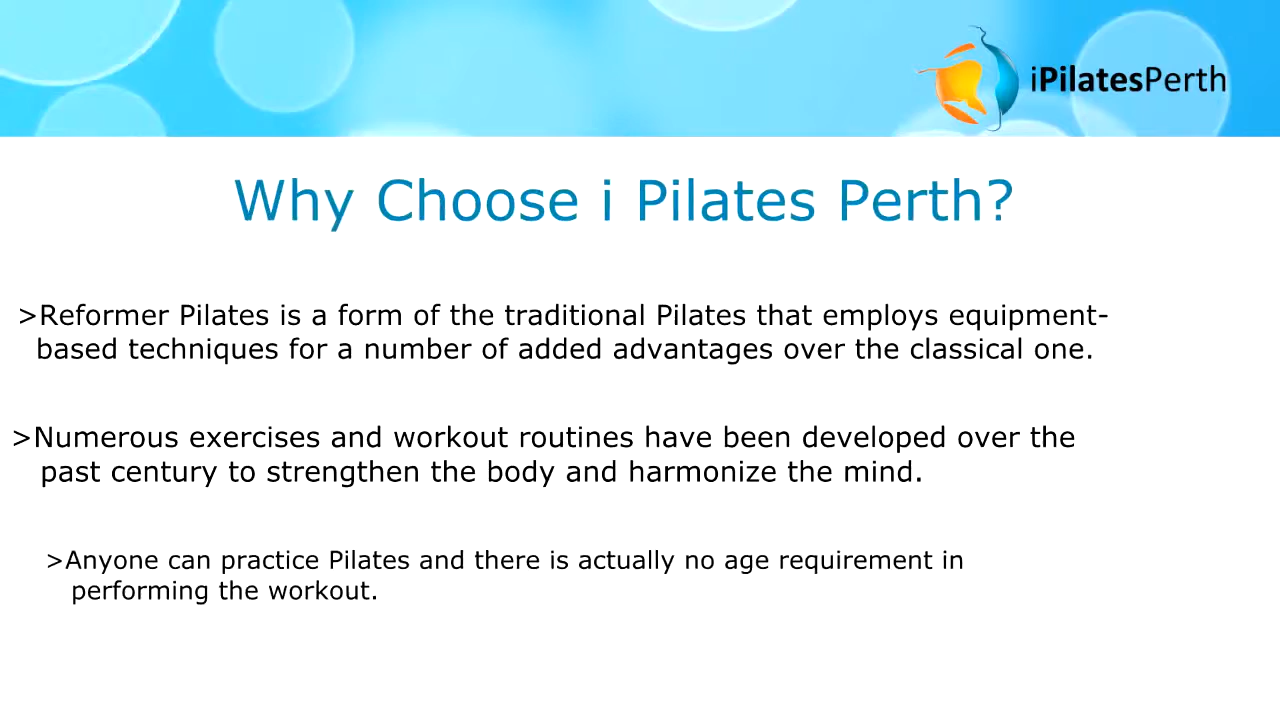 iPilatesPerth
Why Choose i Pilates Perth?
>Reformer Pilates is a form of the traditional Pilates that employs equipment-
based techniques for a number of added advantages over the classical one.
>Numerous exercises and workout routines have been developed over the
past century to strengthen the body and harmonize the mind.
>Anyone can practice Pilates and there is actually no age requirement in
performing the workout.